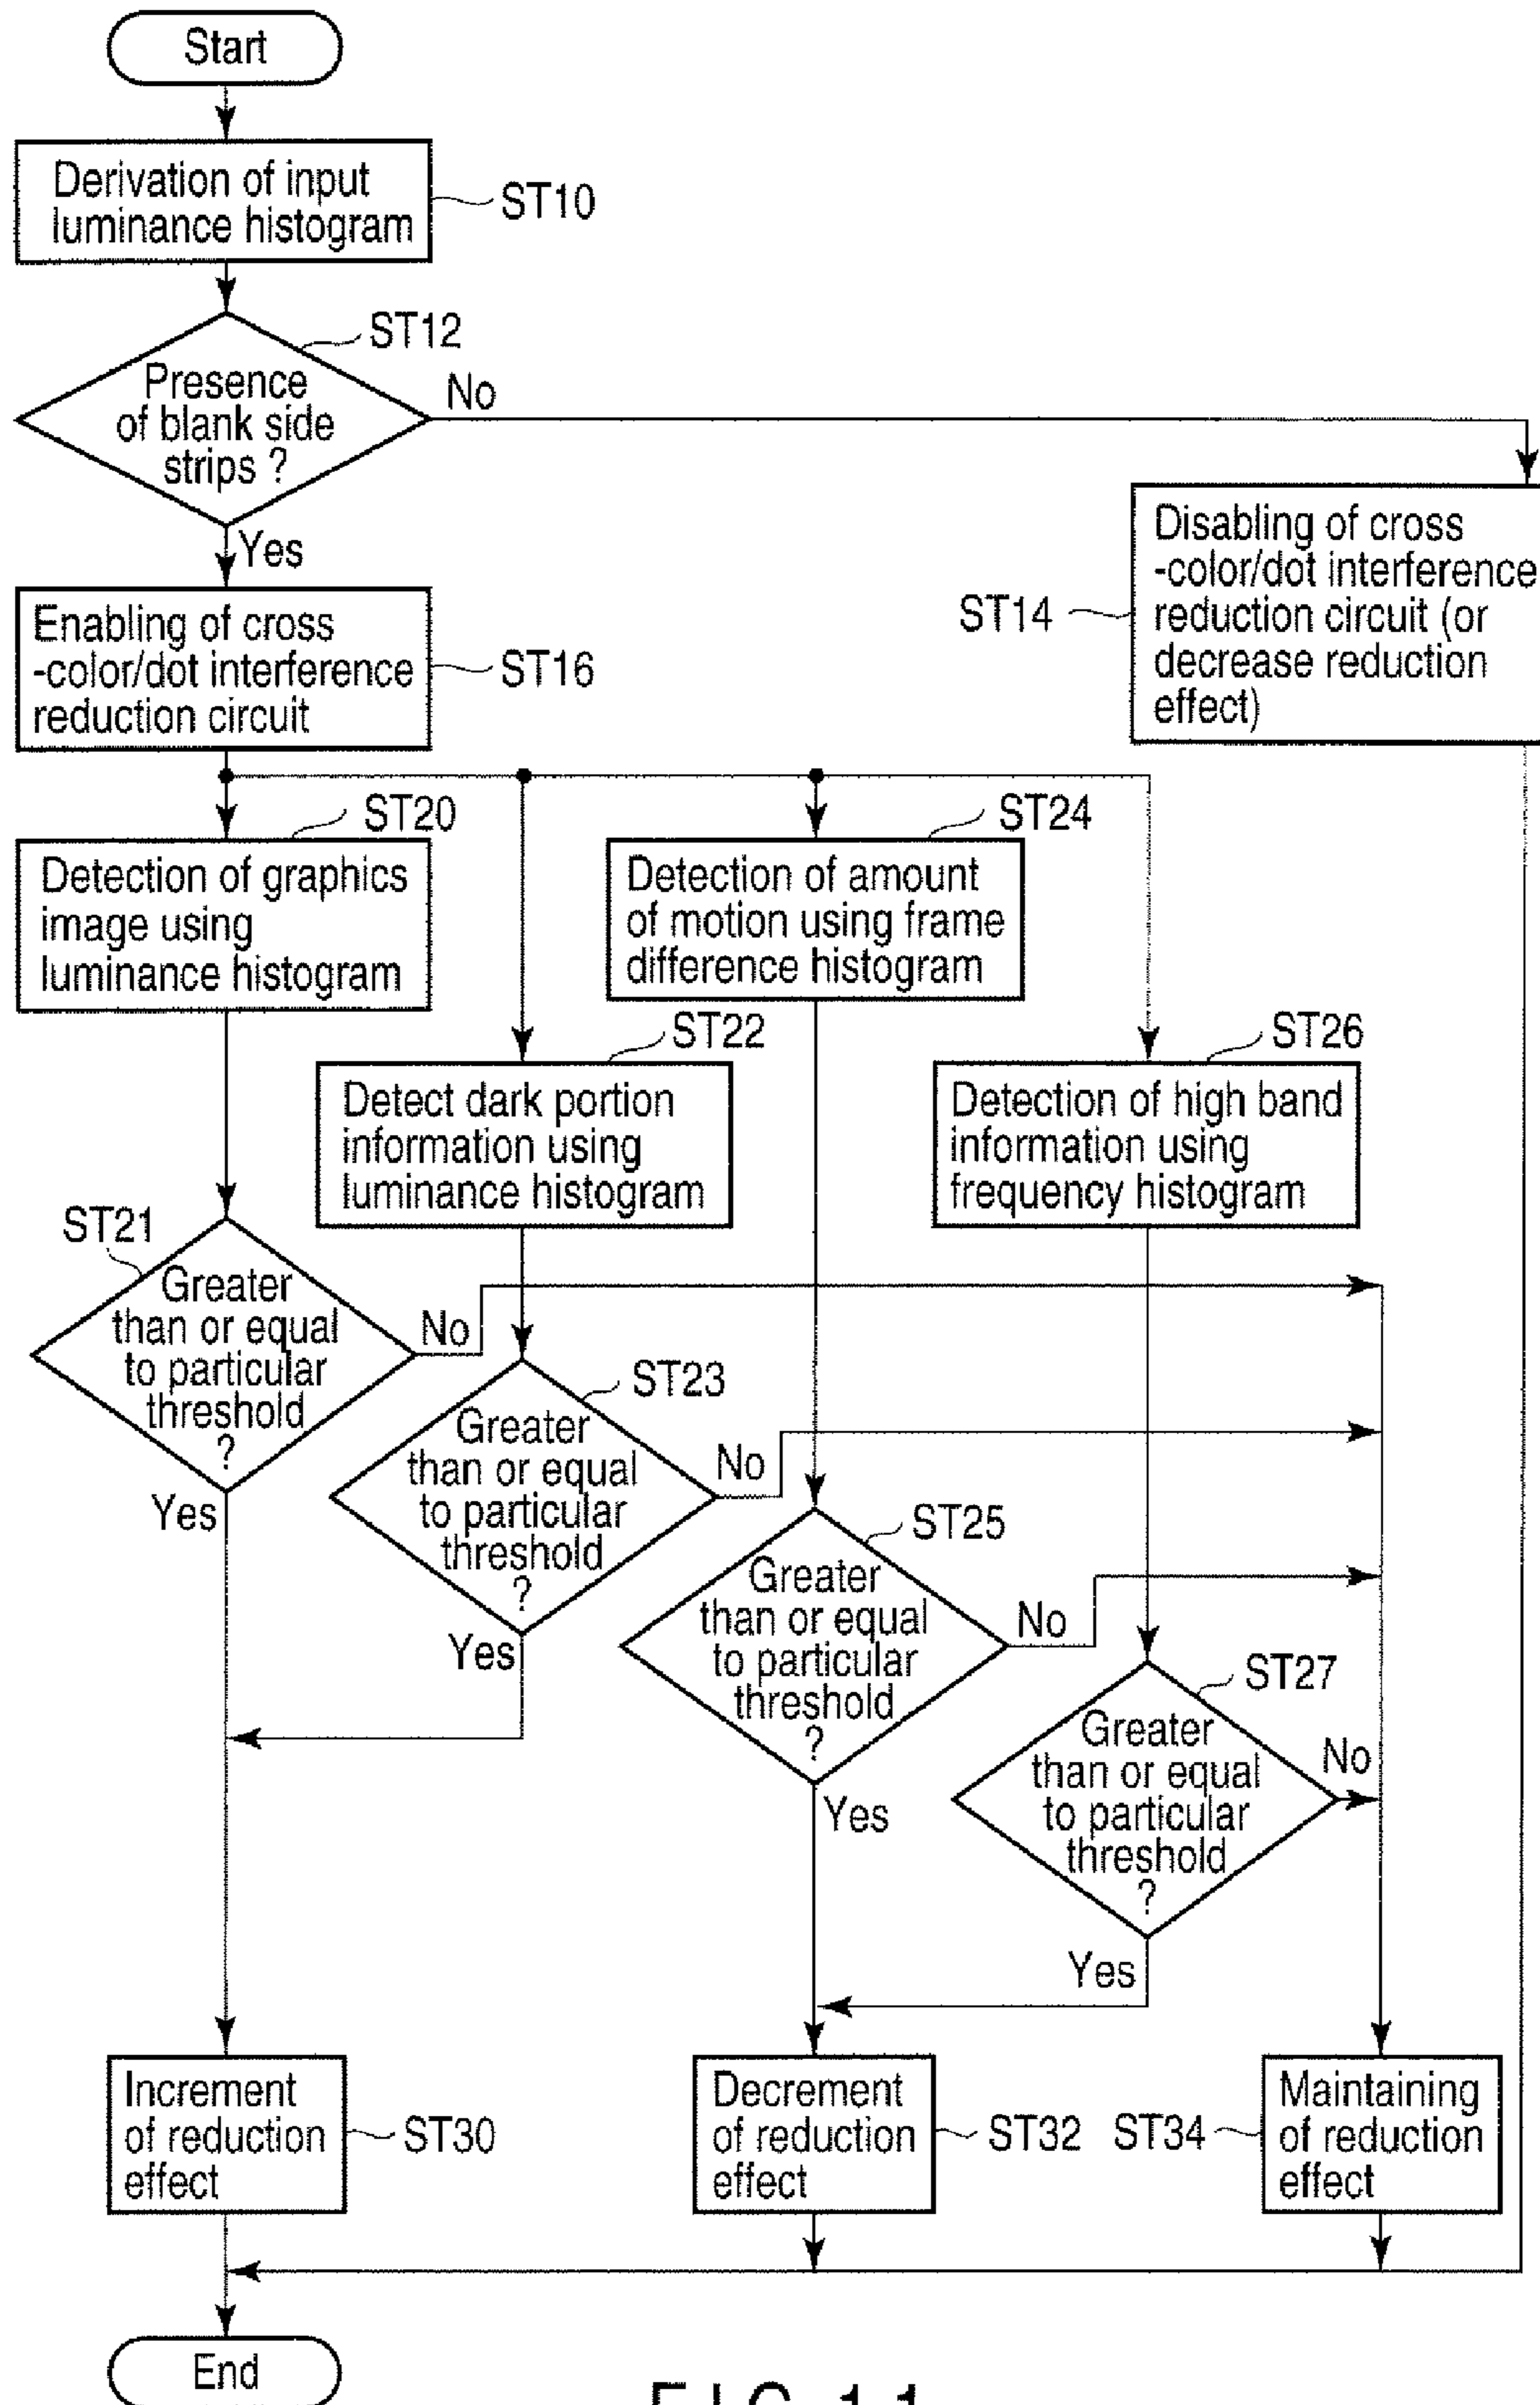 Start
Derivation of input
luminance histogram
ST10
ST12
Presence
of blank side
strips ?
No
Yes
Disabling of cross
-color/dot interference
reduction circuit (or
decrease reduction
effect)
ST14
Enabling of cross
-color/dot interference
reduction circuit
ST16
ST20
Detection of graphics
image using
luminance histogram
ST24
Detection of amount
of motion using frame
difference histogram
ST22
Detect dark portion
information using
luminance histogram
ST26
Detection of high band
information using
frequency histogram
ST21
Greater
than or equal
to particular
threshold
?
No
Yes
ST23
Greater
than or equal
to particular
threshold
?
No
Yes
ST25
Greater
than or equal
to particular
threshold
?
No
Yes
ST27
Greater
than or equal
to particular
threshold
?
No
Yes
Increment
of reduction
effect
ST30
Decrement
of reduction
effect
ST32
ST34
Maintaining
of reduction
effect
End
FIG. 11